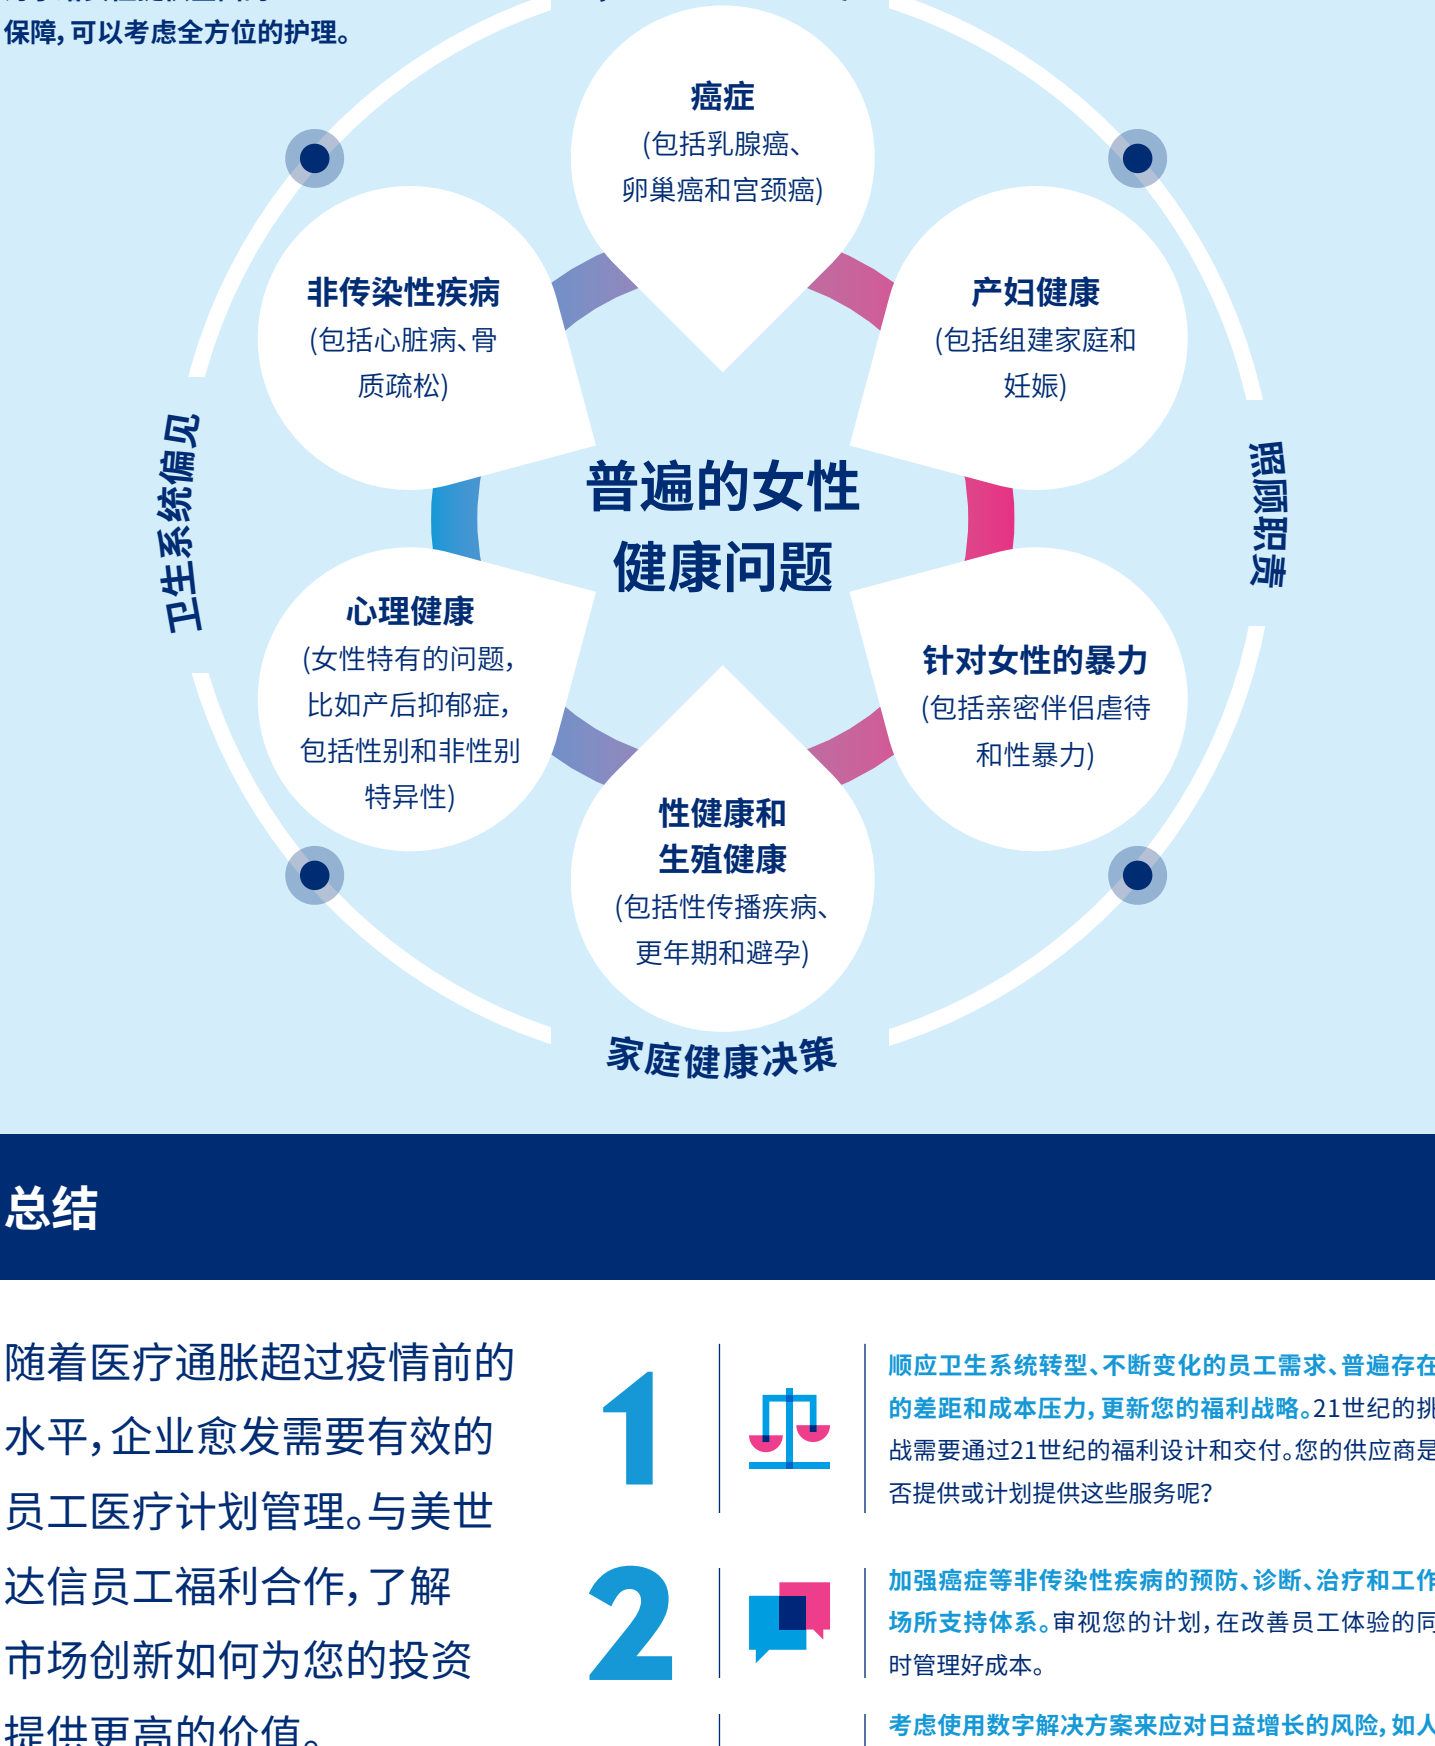 保障，可以考虑全方位的护理。
癌症
(包括乳腺癌、
卵巢癌和宫颈癌)
非传染性疾病
(包括心脏病、骨
质疏松)
产妇健康
(包括组建家庭和
妊娠)
卫生系统偏见
普遍的女性
健康问题
照顾职责
心理健康
(女性特有的问题，
比如产后抑郁症，
包括性别和非性别
特异性)
针对女性的暴力
(包括亲密伴侣虐待
和性暴力)
性健康和
生殖健康
(包括性传播疾病、
更年期和避孕)
家庭健康决策
总结
随着医疗通胀超过疫情前的
水平，企业愈发需要有效的
员工医疗计划管理。与美世
达信员工福利合作，了解
市场创新如何为您的投资
提供更高的价值。
1
顺应卫生系统转型、不断变化的员工需求、普遍存在
的差距和成本压力，更新您的福利战略。21世纪的挑
战需要通过21世纪的福利设计和交付。您的供应商是
否提供或计划提供这些服务呢？
2
加强癌症等非传染性疾病的预防、诊断、治疗和工作
场所支持体系。审视您的计划，在改善员工体验的同
时管理好成本。
考虑使用数字解决方案来应对日益增长的风险，如人